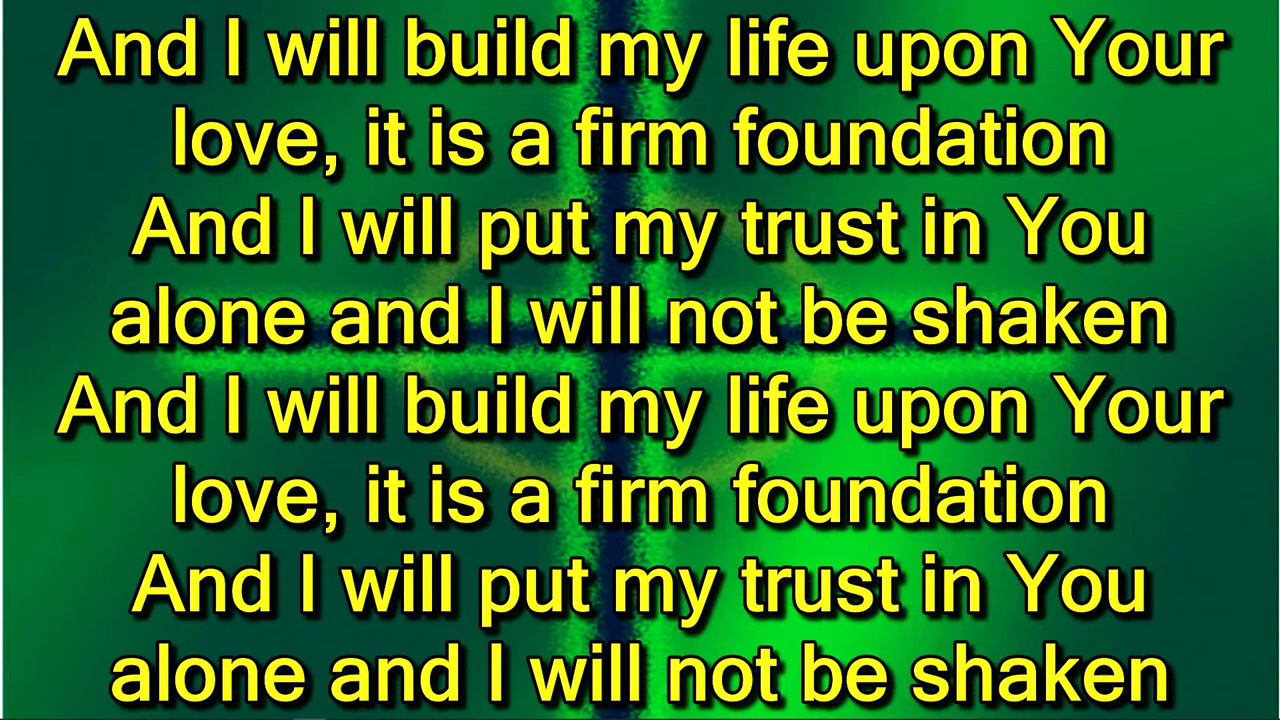 And I will build my life upon Your
love, it is a firm foundation
And I will put my trust in You
alone and I will not be shaken
And I will build my life upon Your
love, it is a firm foundation
And I will put my trust in You
alone and I will not be shaken